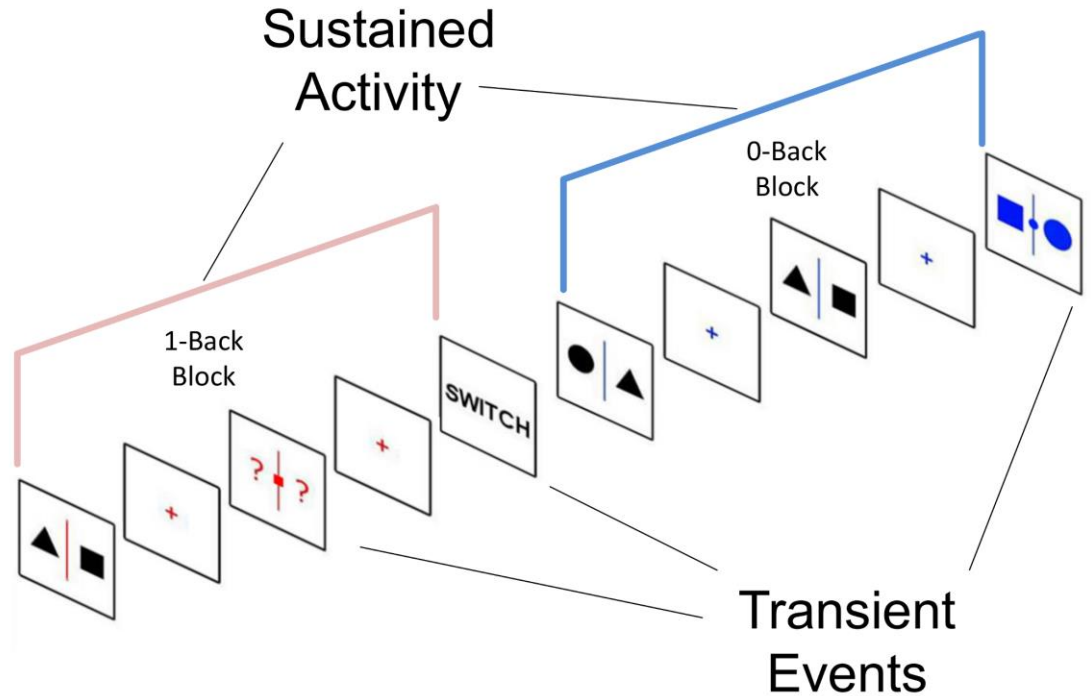 Sustained
Activity
0-Back
Block
1-Back
Block
SWITCH
? ?
Transient
Events